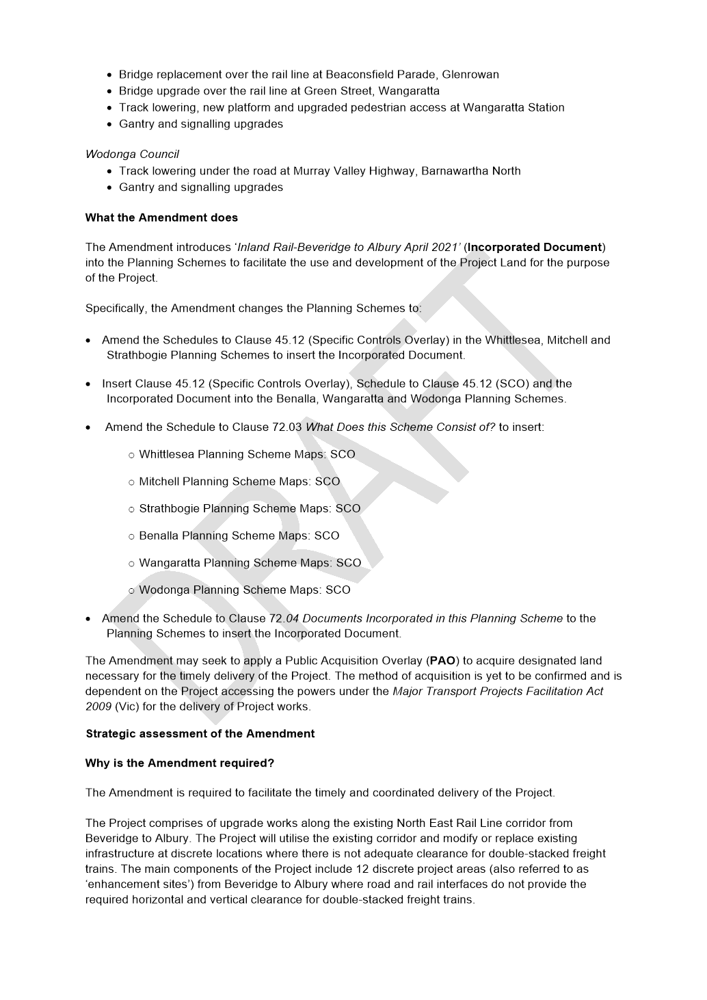 • Bridge replacement over the rail line at Beaconsfield Parade, Glenrowan
• Bridge upgrade over the rail line at Green Street, Wangaratta
• Track lowering, new platform and upgraded pedestrian access at Wangaratta Station
• Gantry and signalling upgrades
Wodonga Council
• Track lowering under the road at Murray Valley Highway, Barnawartha North
• Gantry and signalling upgrades
What the Amendment does
The Amendment introduces ‘Inland Rail-Beveridge to Albury April 2021’ (Incorporated Document)
into the Planning Schemes to facilitate the use and development of the Project Land for the purpose
of the Project.
Specifically, the Amendment changes the Planning Schemes to:
• Amend the Schedules to Clause 45.12 (Specific Controls Overlay) in the Whittlesea, Mitchell and
Strathbogie Planning Schemes to insert the Incorporated Document.
• Insert Clause 45.12 (Specific Controls Overlay), Schedule to Clause 45.12 (SCO) and the
Incorporated Document into the Benalla, Wangaratta and Wodonga Planning Schemes.
• Amend the Schedule to Clause 72.03 What Does this Scheme Consist of? to insert:
○ Whittlesea Planning Scheme Maps: SCO
○ Mitchell Planning Scheme Maps: SCO
○ Strathbogie Planning Scheme Maps: SCO
○ Benalla Planning Scheme Maps: SCO
○ Wangaratta Planning Scheme Maps: SCO
○ Wodonga Planning Scheme Maps: SCO
• Amend the Schedule to Clause 72.04 Documents Incorporated in this Planning Scheme to the
Planning Schemes to insert the Incorporated Document.
The Amendment may seek to apply a Public Acquisition Overlay (PAO) to acquire designated land
necessary for the timely delivery of the Project. The method of acquisition is yet to be confirmed and is
dependent on the Project accessing the powers under the Major Transport Projects Facilitation Act
2009 (Vic) for the delivery of Project works.
Strategic assessment of the Amendment
Why is the Amendment required?
The Amendment is required to facilitate the timely and coordinated delivery of the Project.
The Project comprises of upgrade works along the existing North East Rail Line corridor from
Beveridge to Albury. The Project will utilise the existing corridor and modify or replace existing
infrastructure at discrete locations where there is not adequate clearance for double-stacked freight
trains. The main components of the Project include 12 discrete project areas (also referred to as
‘enhancement sites’) from Beveridge to Albury where road and rail interfaces do not provide the
required horizontal and vertical clearance for double-stacked freight trains.
DRAFT